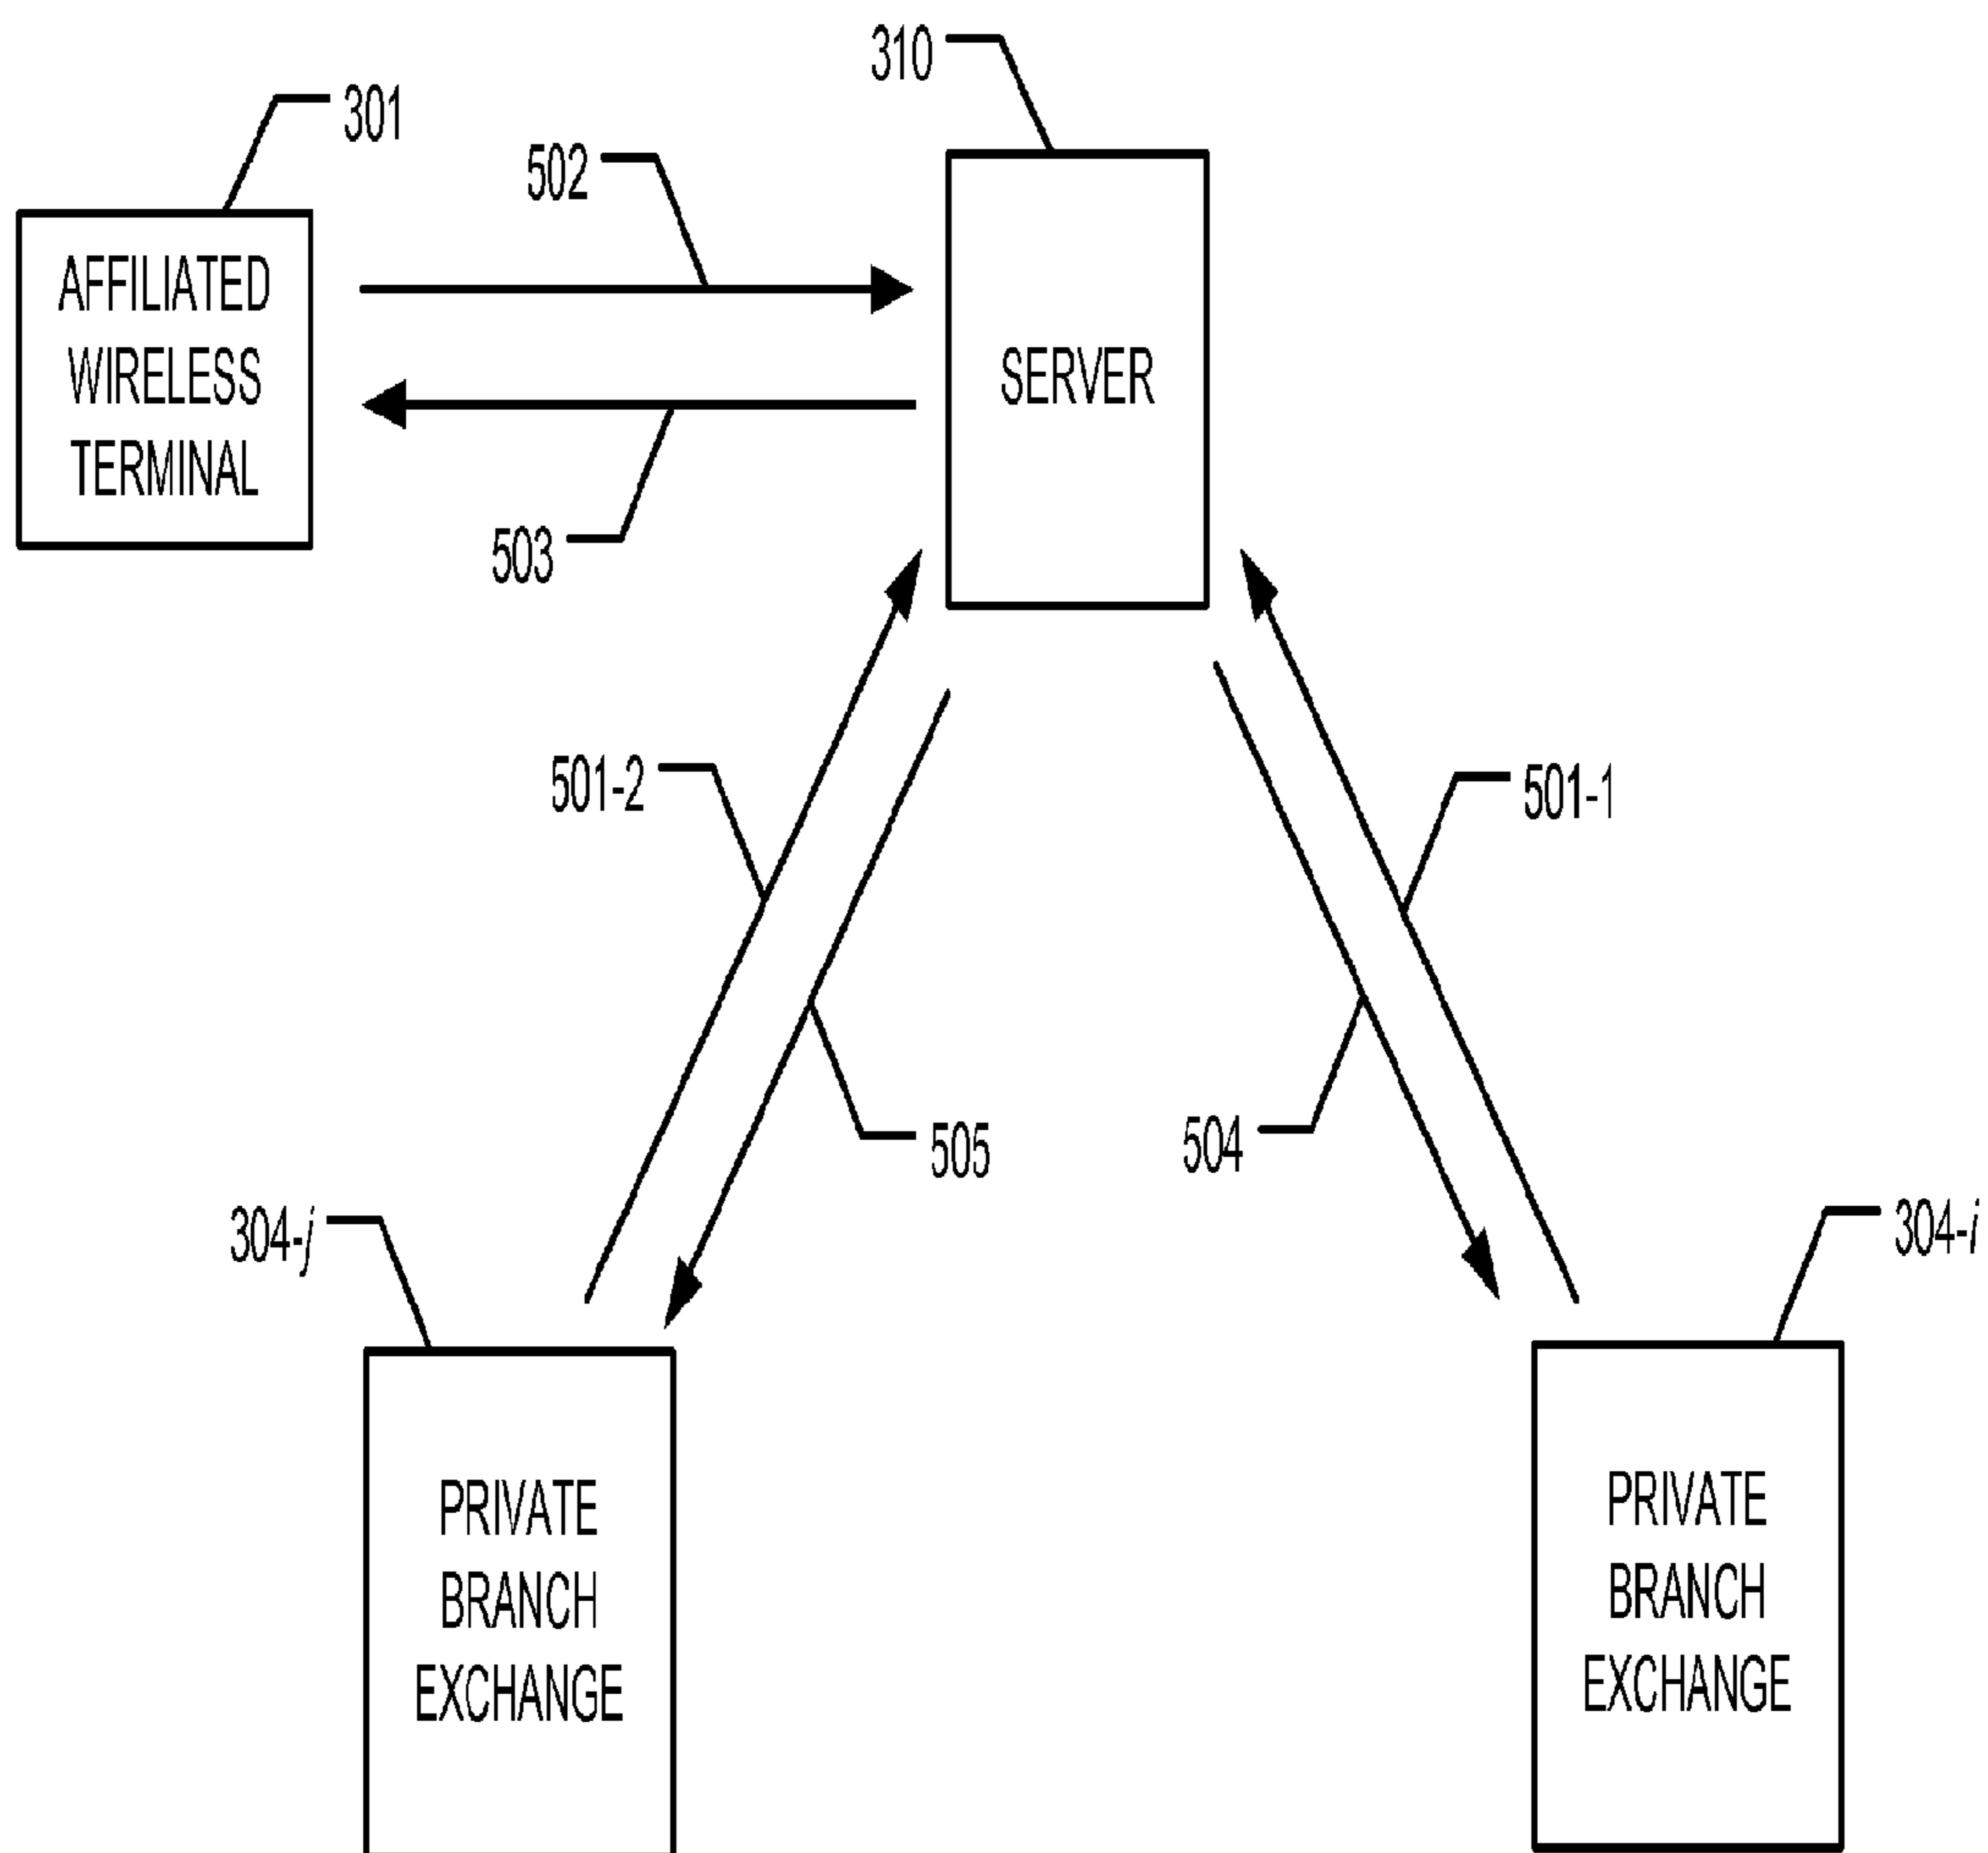 310
301
502
AFFILIATED
WIRELESS
TERMINAL
SERVER
503
501-2
501-1
505
504
304-j
304-i
PRIVATE
BRANCH
EXCHANGE
PRIVATE
BRANCH
EXCHANGE